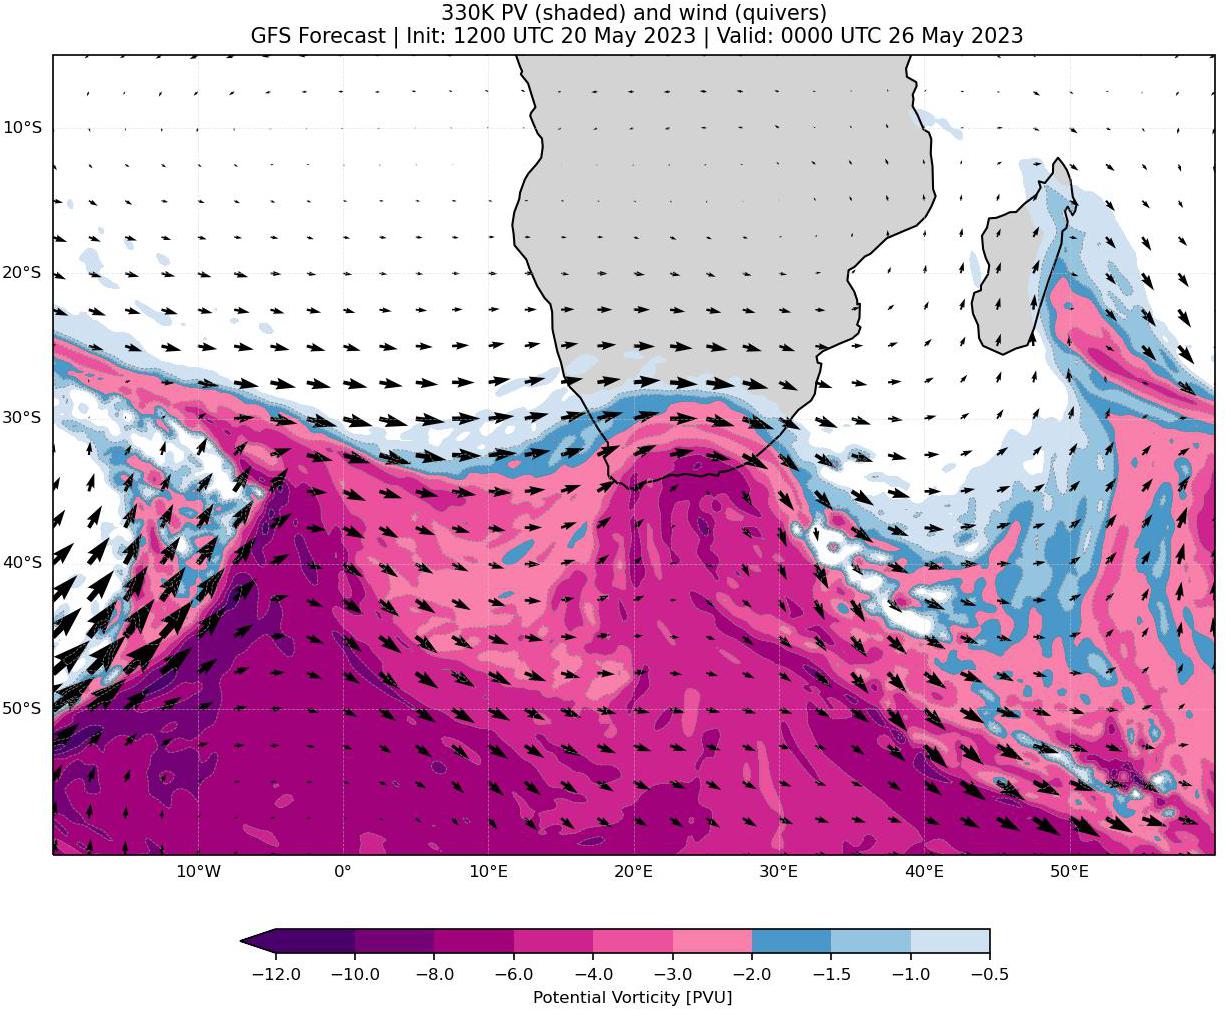 330K PV (shaded) and wind (quivers)
GFS Forecast | Init: 1200 UTC 20 May 2023 | Valid: 0000 UTC 26 May 2023
10°S
20°S
30°S
40°S
50°S
10°W 0° 10°E 20°E 30°E 40°E 50°E
−12.0 −10.0 −8.0 −6.0 −4.0 −3.0 −2.0 −1.5 −1.0 −0.5
Potential Vorticity [PVU]